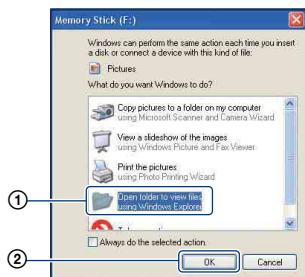 Memory Stick (F:)
Windows can perform the same action each time you insert
a disk or connect a device with this kind of file:
Pictures
What do you want Windows to do?
Copy pictures to a folder on my computer
using Microsoft Scanner and Camera Wizard
View a slideshow of the images
using Windows Picture and Fax Viewer
Print the pictures
using Photo Printing Wizard
① Open folder to view files
using Windows Explorer
Always do the selected action.
② OK Cancel